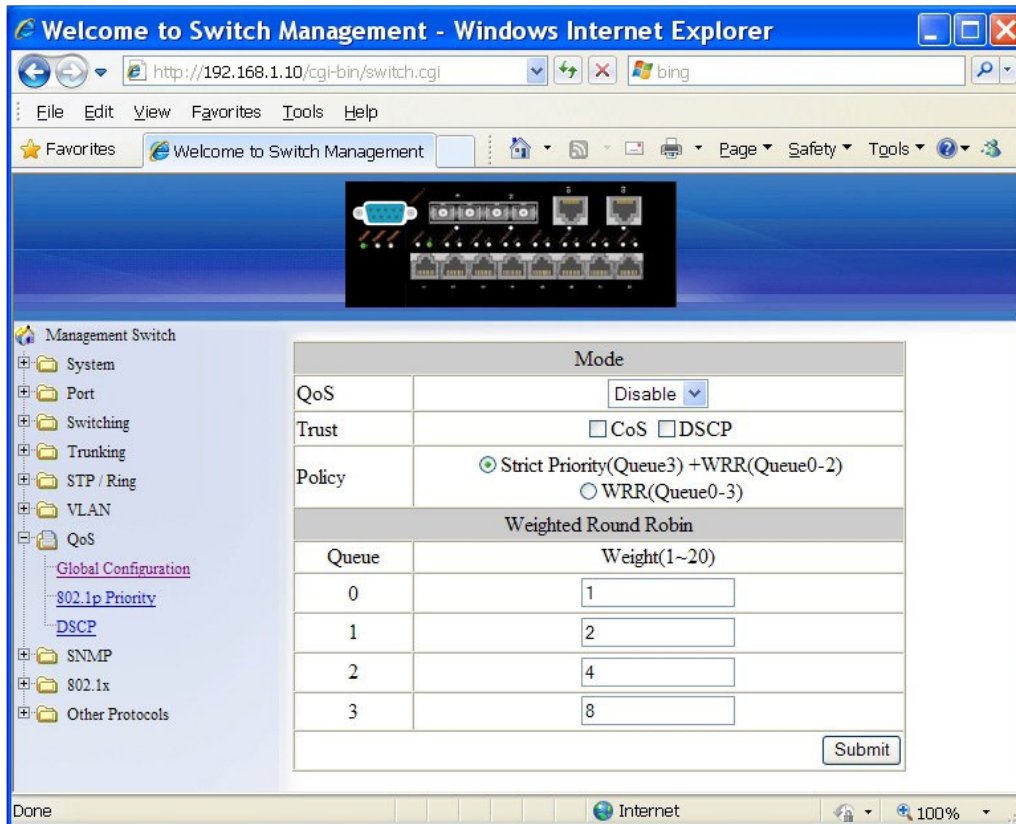 Welcome to Switch Management - Windows Internet Explorer
http://192.168.1.10/cgi-bin/switch.cgi
bing
File Edit View Favorites Tools Help
Favorites Welcome to Switch Management Page Safety Tools
Management Switch
System
Port
Switching
Trunking
STP / Ring
VLAN
QoS
Global Configuration
802.1p Priority
DSCP
SNMP
802.1x
Other Protocols
Mode
QoS Disable
Trust CoS DSCP
Policy Strict Priority(Queue3) +WRR(Queue0-2)
WRR(Queue0-3)
Weighted Round Robin
Queue Weight(1~20)
0 1
1 2
2 4
3 8
Submit
Done Internet 100%